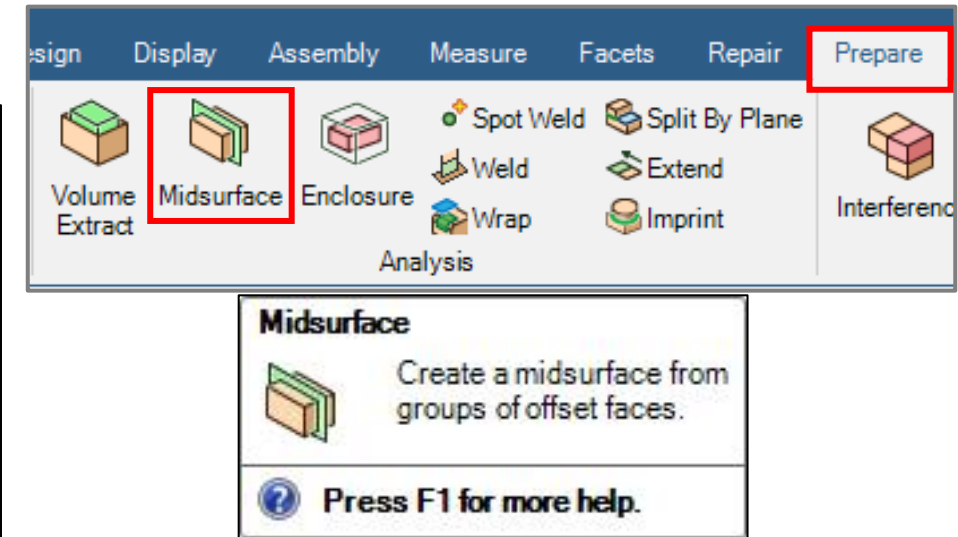 esign Display Assembly Measure Facets Repair Prepare
Spot Weld Split By Plane
Weld Extend
Volume Extract Midsurface Enclosure Wrap Imprint Interferenc
Analysis
Midsurface
Create a midsurface from
groups of offset faces.
Press F1 for more help.